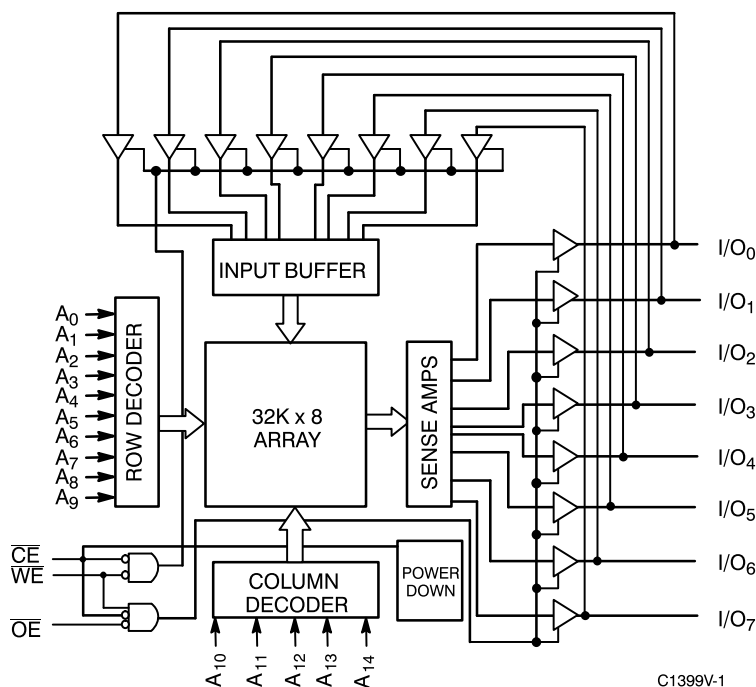 INPUT BUFFER
I/O0
I/O1
I/O2
I/O3
I/O4
I/O5
I/O6
I/O7
A0
A1
A2
A3
A4
A5
A6
A7
A8
A9
ROW DECODER
32K x 8
ARRAY
SENSE AMPS
CE
WE
OE
COLUMN
DECODER
POWER
DOWN
A10
A11
A12
A13
A14
C1399V-1